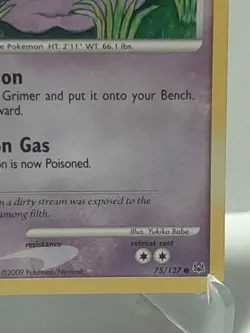 e Pokémon HT: 2'11" WT: 66.1 lbs.
on
Grimer and put it onto your Bench.
ward.
n Gas
on is now Poisoned.
n a dirty stream was exposed to the
among filth.
Illus. Yukiko Baba
resistance retreat cost
©2009 Pokémon/Nintendo
75/127